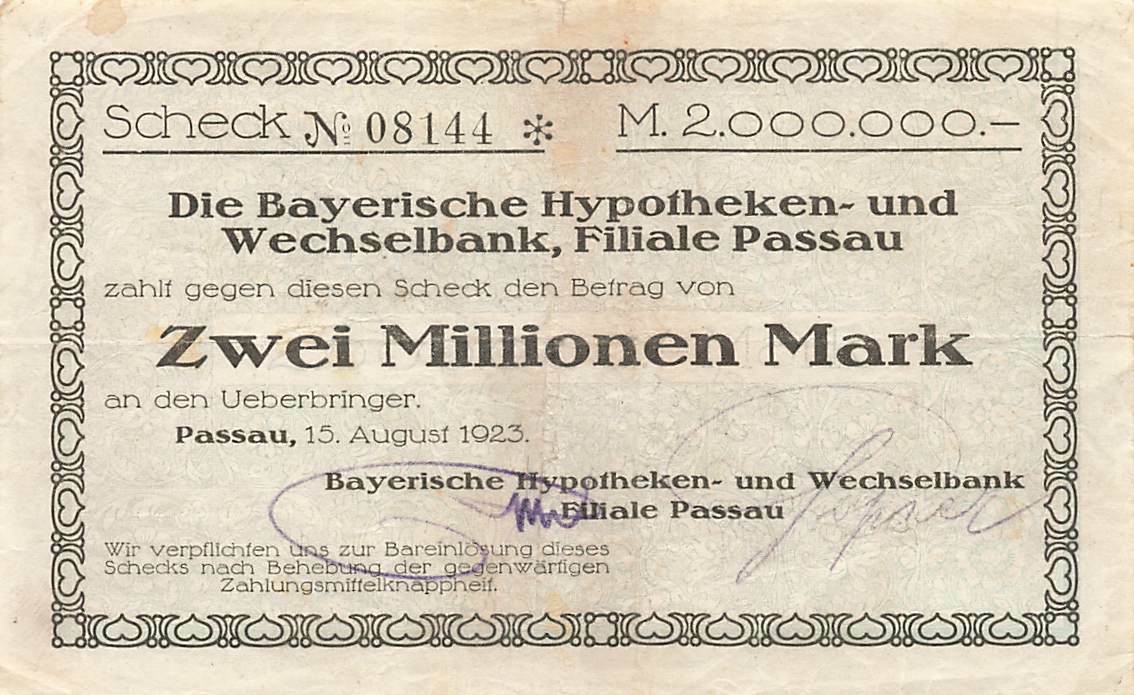 Scheck № 08144 * M. 2.000.000.–
Die Bayerische Hypotheken- und
Wechselbank, Filiale Passau
zahlt gegen diesen Scheck den Betrag von
Zwei Millionen Mark
an den Ueberbringer.
Passau, 15. August 1923.
Bayerische Hypotheken- und Wechselbank
Filiale Passau
Wir verpflichten uns zur Bareinlösung dieses
Schecks nach Behebung der gegenwärtigen
Zahlungsmittelknappheit.